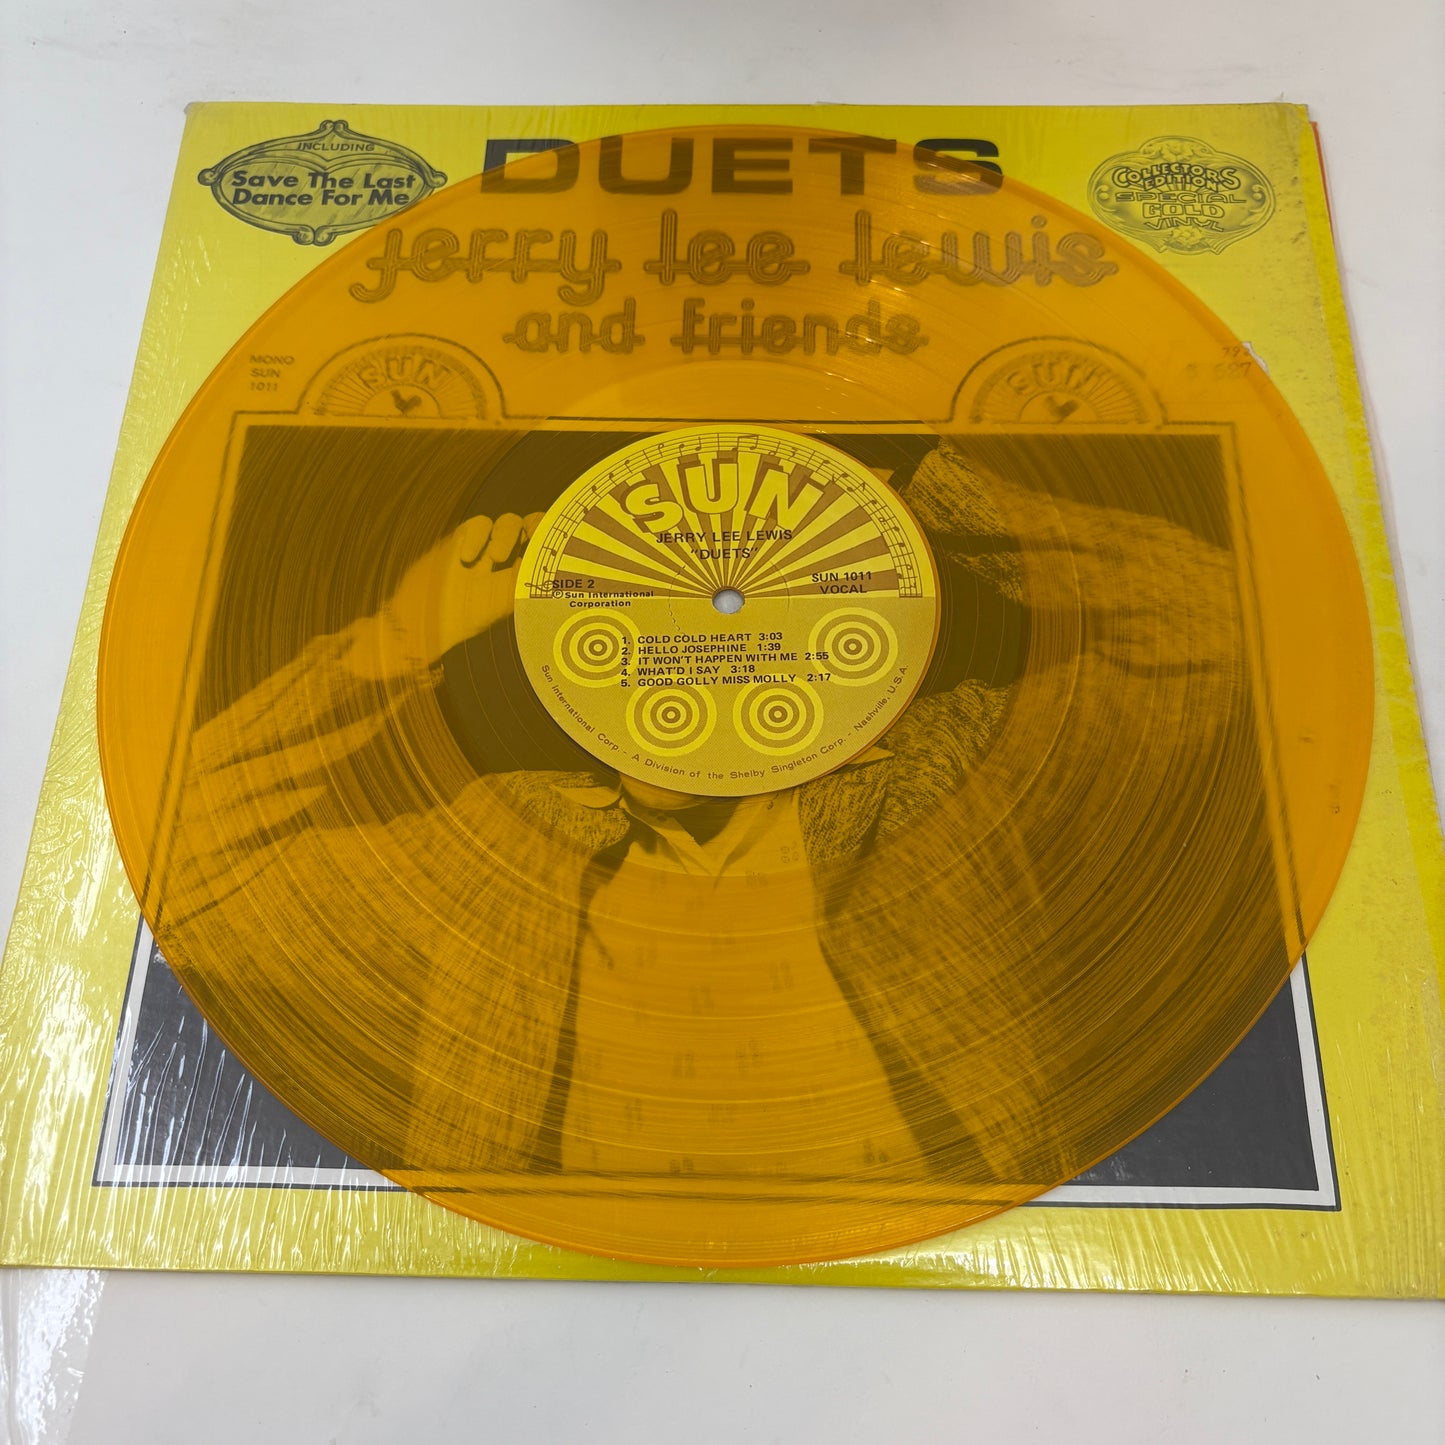 DUETS
INCLUDING
Save The Last
Dance For Me
COLLECTORS
EDITION
SPECIAL
GOLD
VINYL
jerry lee lewis
and friends
MONO
SUN
1011
SUN
SUN
SUN
JERRY LEE LEWIS
"DUETS"
SIDE 2
℗ Sun International
Corporation
SUN 1011
VOCAL
1. COLD COLD HEART 3:03
2. HELLO JOSEPHINE 1:39
3. IT WON'T HAPPEN WITH ME 2:55
4. WHAT'D I SAY 3:18
5. GOOD GOLLY MISS MOLLY 2:17
Sun International Corp. - A Division of the Shelby Singleton Corp. - Nashville, U.S.A.